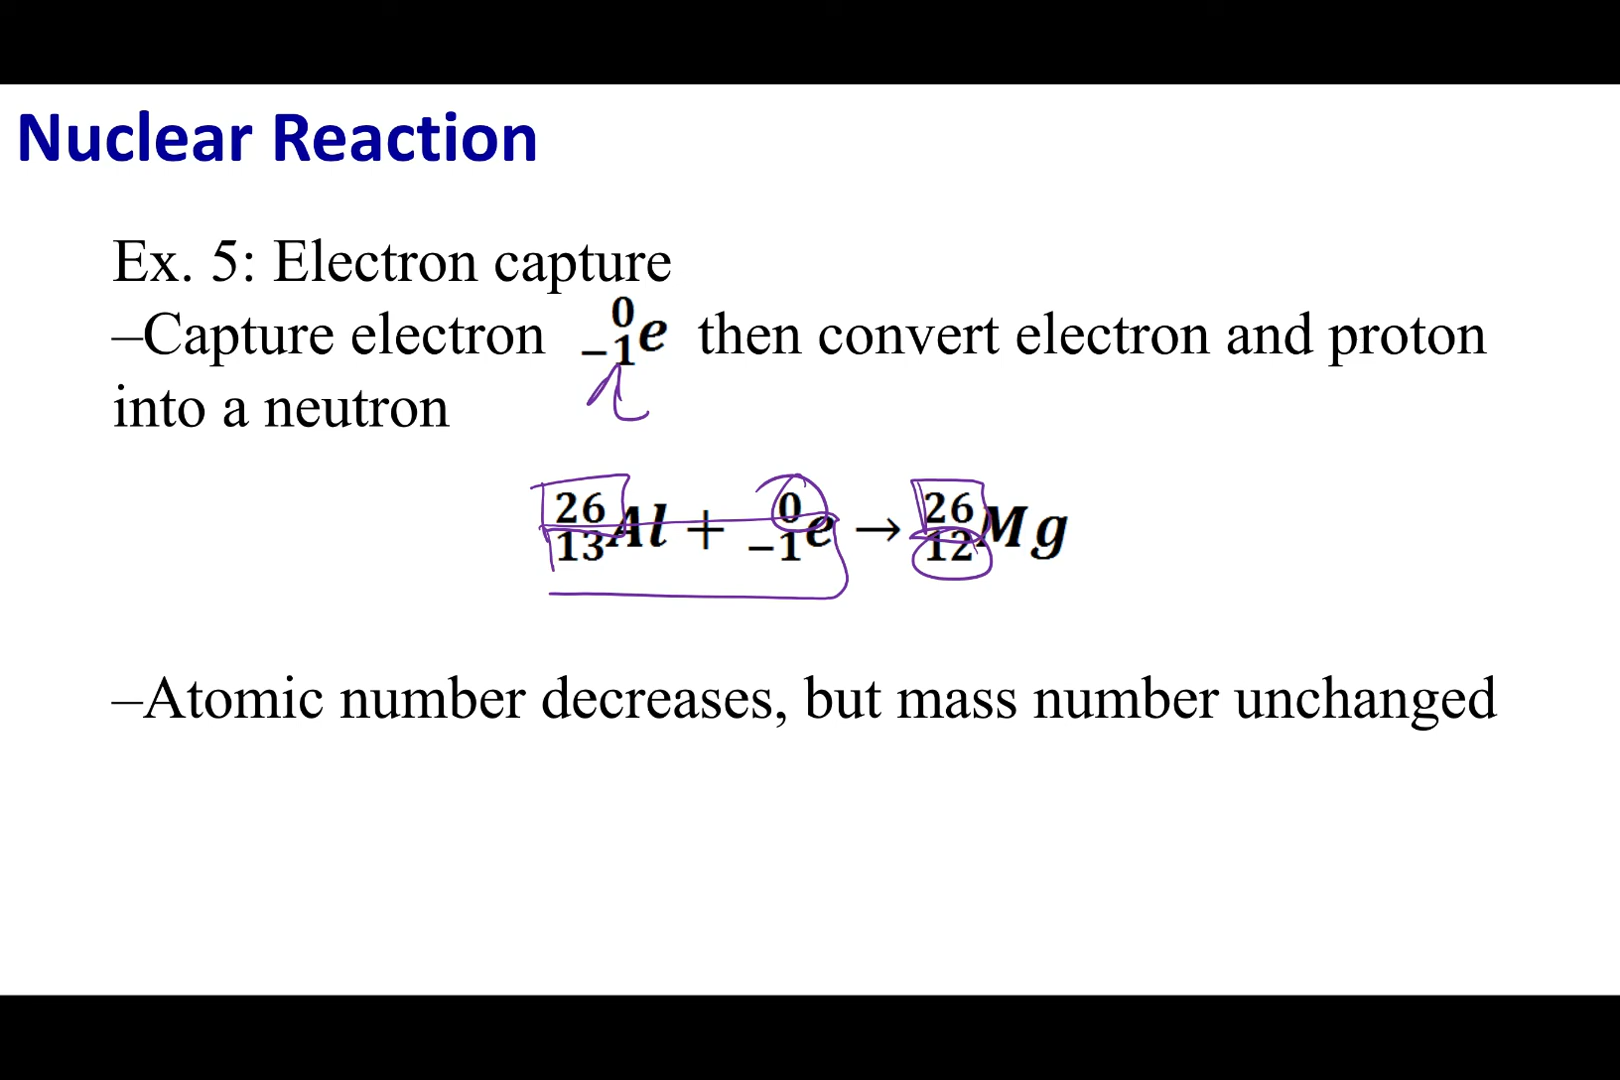 Nuclear Reaction
Ex. 5: Electron capture
–Capture electron ⁰₋₁e then convert electron and proton
into a neutron
²⁶₁₃Al + ⁰₋₁e → ²⁶₁₂Mg
–Atomic number decreases, but mass number unchanged